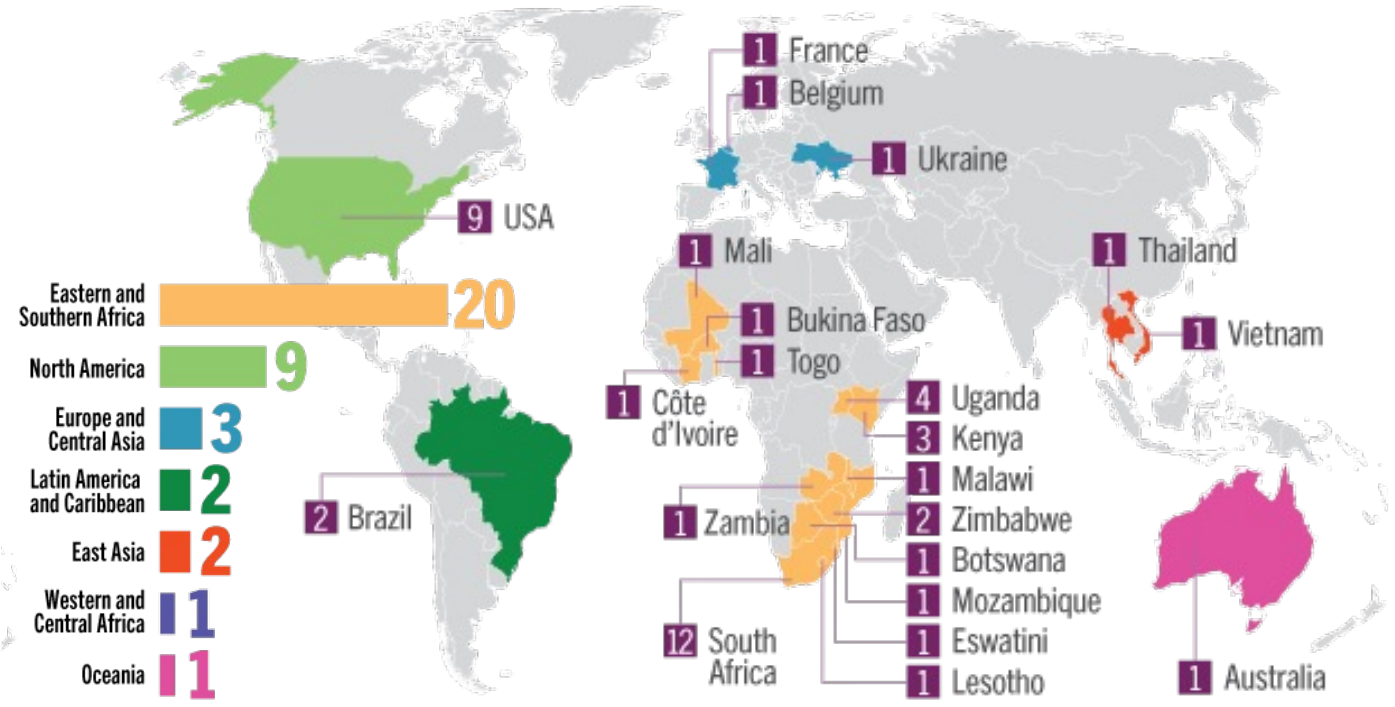 1 France
1 Belgium
1 Ukraine
9 USA
1 Mali
1 Thailand
Eastern and
Southern Africa
20
1 Bukina Faso
1 Vietnam
1 Togo
North America
9
1 Côte
d'Ivoire
4 Uganda
3 Kenya
Europe and
Central Asia
3
Latin America
and Caribbean
2
1 Malawi
2 Brazil
1 Zambia
2 Zimbabwe
East Asia
2
1 Botswana
Western and
Central Africa
1
1 Mozambique
12 South
Africa
1 Eswatini
Oceania
1
1 Lesotho
1 Australia